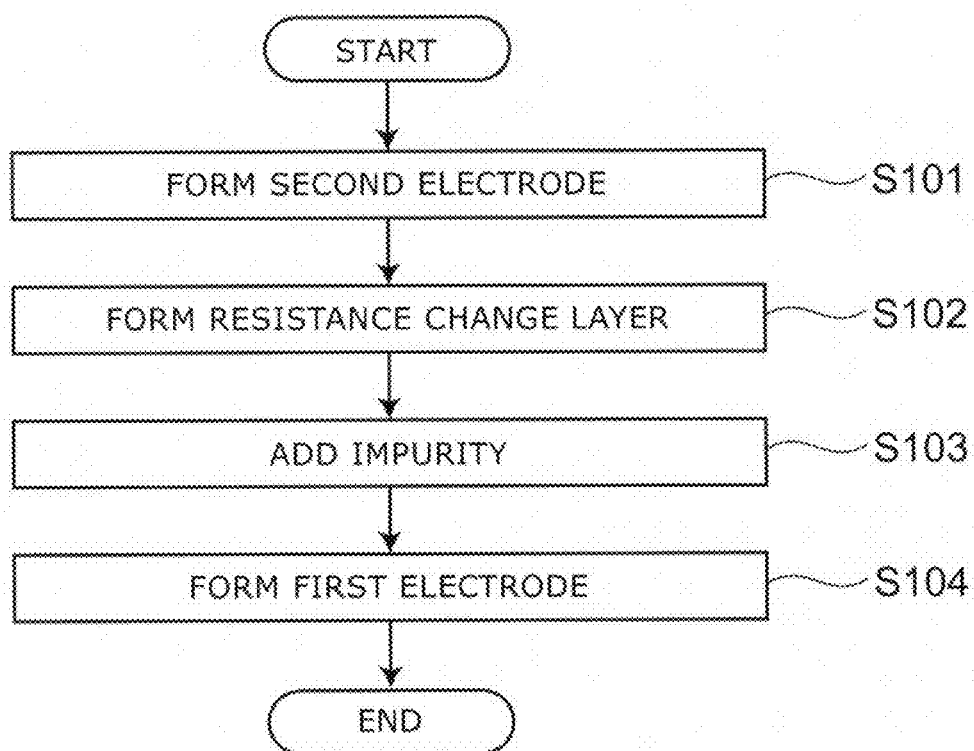 START
FORM SECOND ELECTRODE S101
FORM RESISTANCE CHANGE LAYER S102
ADD IMPURITY S103
FORM FIRST ELECTRODE S104
END